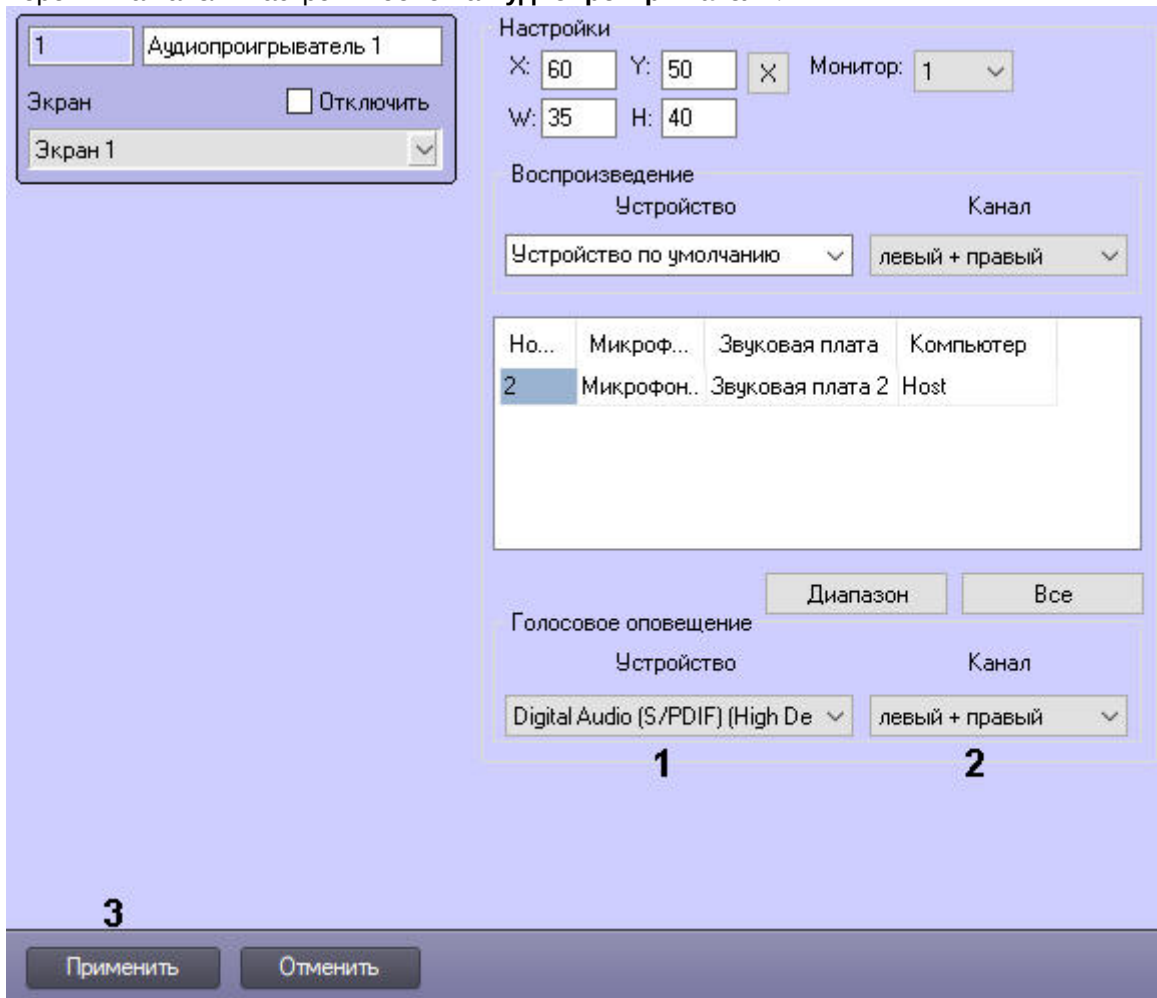 1
Аудиопроигрыватель 1
Экран
Отключить
Экран 1
Настройки
X: 60 Y: 50 X Монитор: 1
W: 35 H: 40
Воспроизведение
Устройство Канал
Устройство по умолчанию левый + правый
Но... Микроф... Звуковая плата Компьютер
2 Микрофон.. Звуковая плата 2 Host
Диапазон Все
Голосовое оповещение
Устройство Канал
Digital Audio (S/PDIF) (High De левый + правый
1 2
3
Применить Отменить